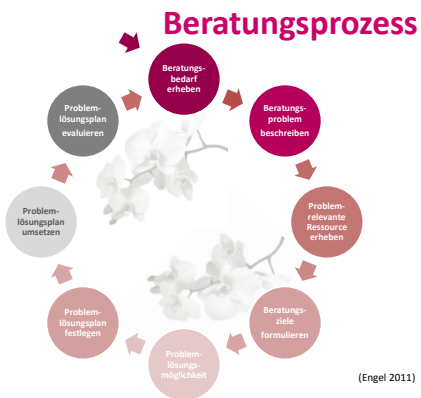 Beratungsprozess
Beratungs-
bedarf
erheben
Beratungs-
problem
beschreiben
Problem-
relevante
Ressource
erheben
Beratungs-
ziele
formulieren
Problem-
lösungs-
möglichkeit
Problem-
lösungsplan
festlegen
Problem-
lösungsplan
umsetzen
Problem-
lösungsplan
evaluieren
(Engel 2011)